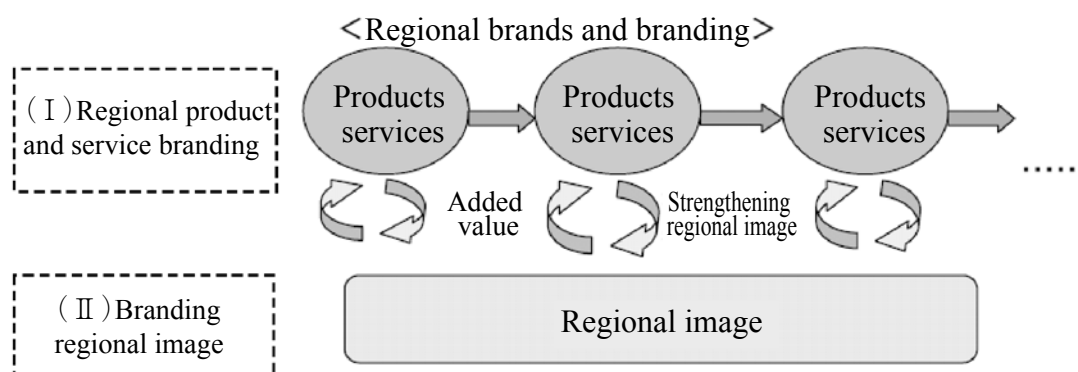 <Regional brands and branding>
(Ⅰ)Regional product
and service branding
Products
services
Products
services
Products
services
.....
Added
value
Strengthening
regional image
(Ⅱ)Branding
regional image
Regional image